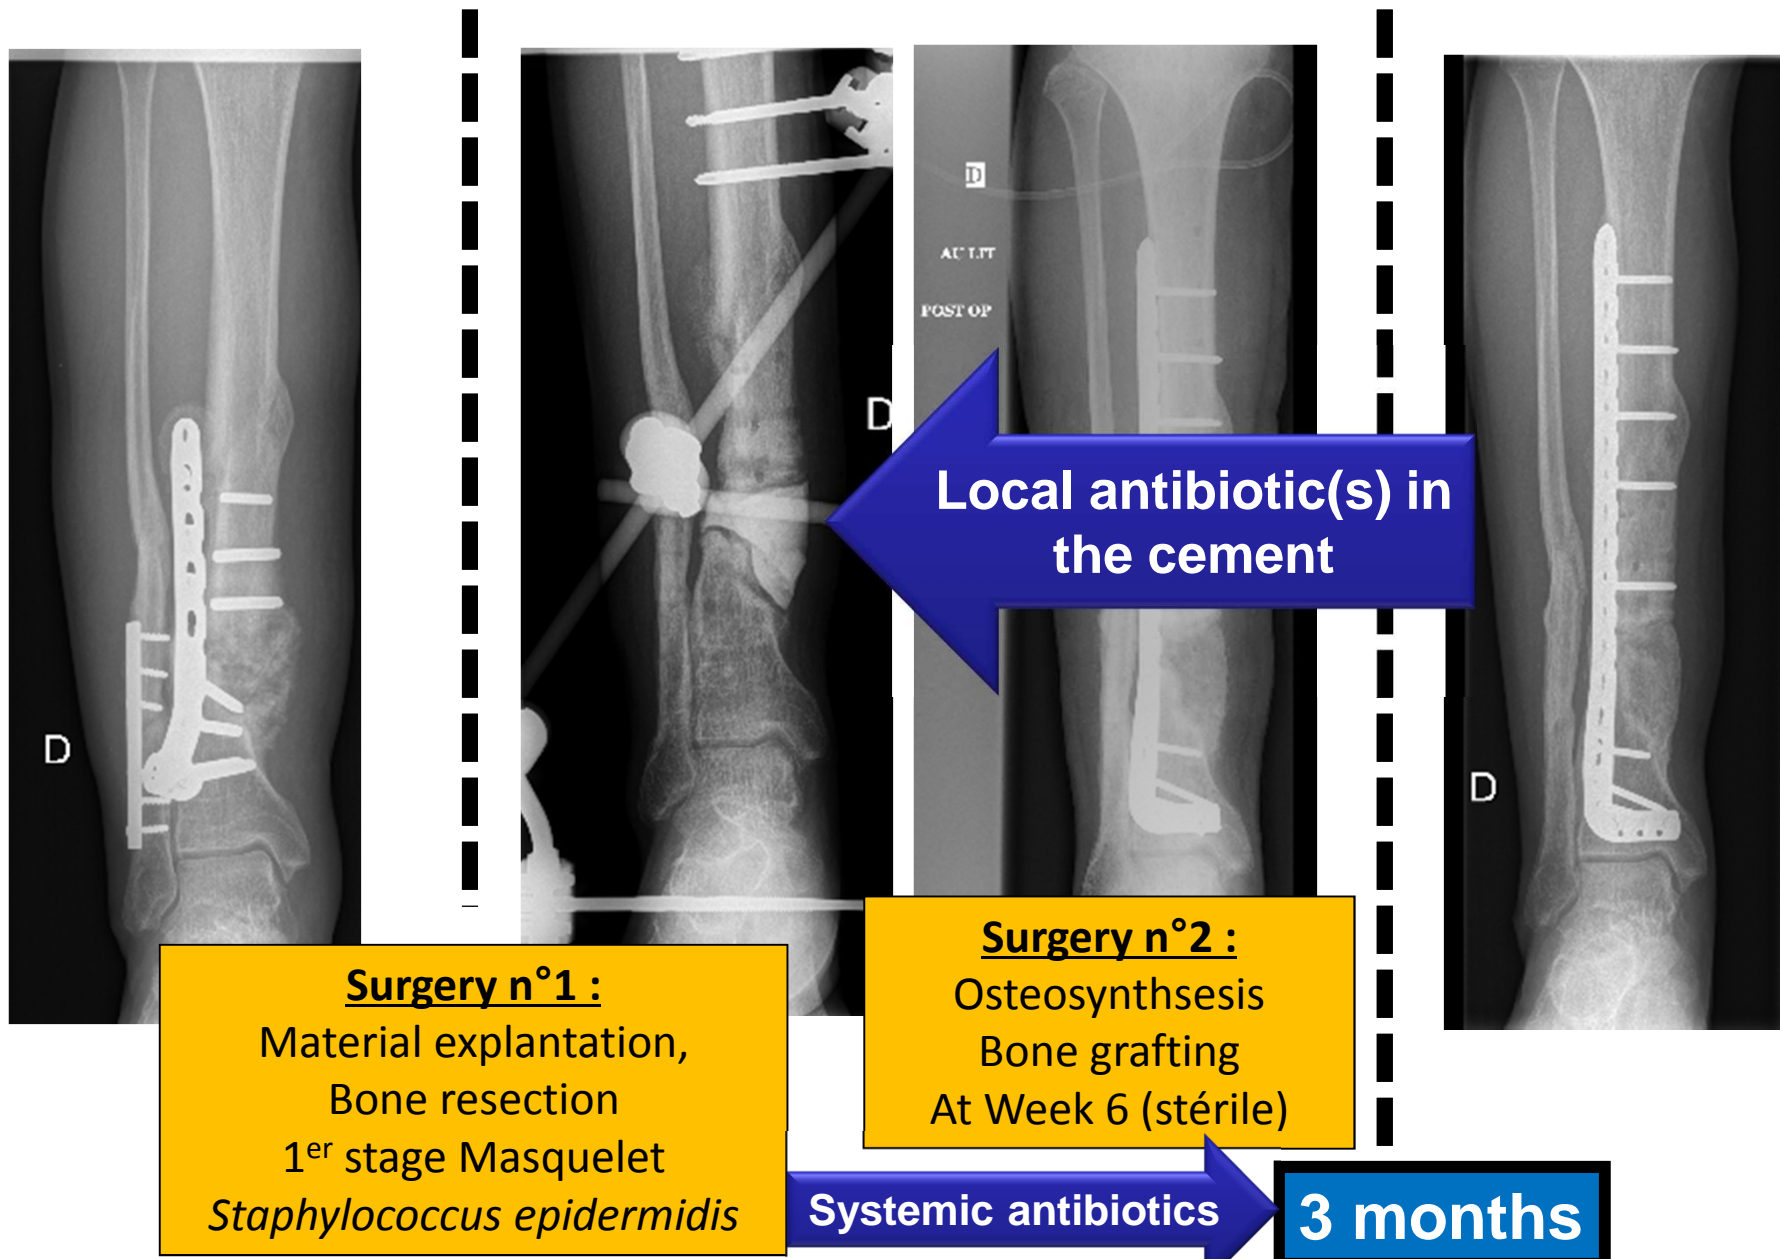 D
D
D
AU LIT
POST OP
D
Local antibiotic(s) in
the cement
Surgery n°1 :
Material explantation,
Bone resection
1er stage Masquelet
Staphylococcus epidermidis
Surgery n°2 :
Osteosynthsesis
Bone grafting
At Week 6 (stérile)
Systemic antibiotics
3 months